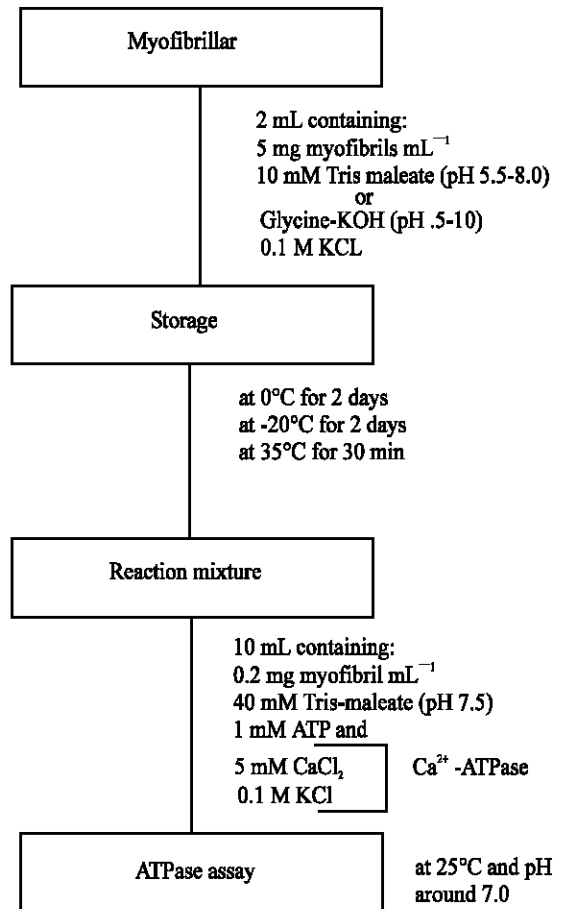 Myofibrillar
2 mL containing:
5 mg myofibrils mL⁻¹
10 mM Tris maleate (pH 5.5-8.0)
or
Glycine-KOH (pH .5-10)
0.1 M KCL
Storage
at 0°C for 2 days
at -20°C for 2 days
at 35°C for 30 min
Reaction mixture
10 mL containing:
0.2 mg myofibril mL⁻¹
40 mM Tris-maleate (pH 7.5)
1 mM ATP and
5 mM CaCl₂
0.1 M KCl
Ca²⁺ -ATPase
ATPase assay
at 25°C and pH
around 7.0